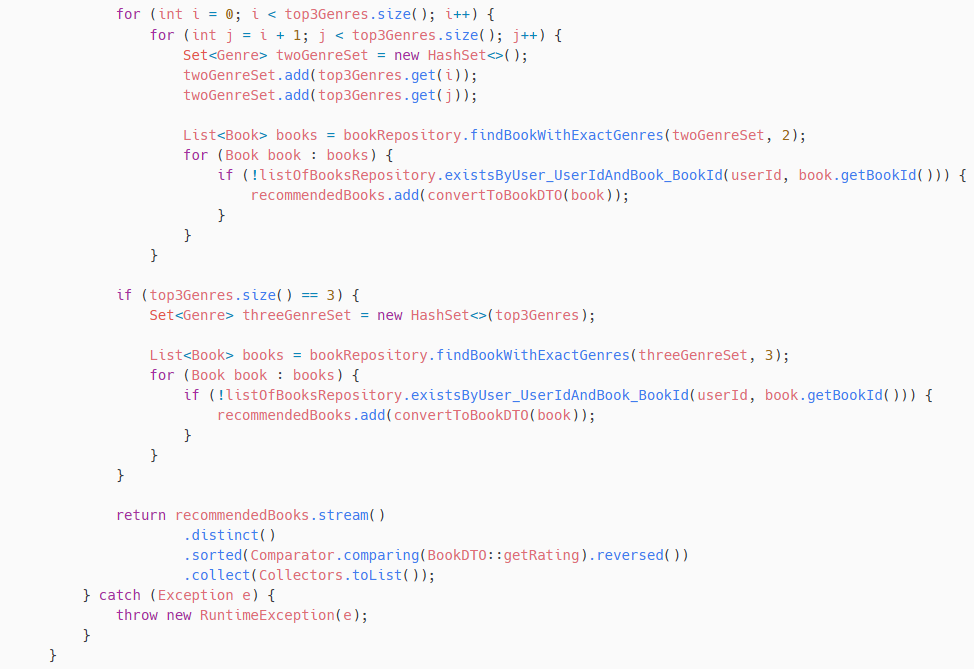 for (int i = 0; i < top3Genres.size(); i++) {
for (int j = i + 1; j < top3Genres.size(); j++) {
Set<Genre> twoGenreSet = new HashSet<>();
twoGenreSet.add(top3Genres.get(i));
twoGenreSet.add(top3Genres.get(j));
List<Book> books = bookRepository.findBookWithExactGenres(twoGenreSet, 2);
for (Book book : books) {
if (!listOfBooksRepository.existsByUser_UserIdAndBook_BookId(userId, book.getBookId())) {
recommendedBooks.add(convertToBookDTO(book));
}
}
}
if (top3Genres.size() == 3) {
Set<Genre> threeGenreSet = new HashSet<>(top3Genres);
List<Book> books = bookRepository.findBookWithExactGenres(threeGenreSet, 3);
for (Book book : books) {
if (!listOfBooksRepository.existsByUser_UserIdAndBook_BookId(userId, book.getBookId())) {
recommendedBooks.add(convertToBookDTO(book));
}
}
}
return recommendedBooks.stream()
.distinct()
.sorted(Comparator.comparing(BookDTO::getRating).reversed())
.collect(Collectors.toList());
} catch (Exception e) {
throw new RuntimeException(e);
}
}